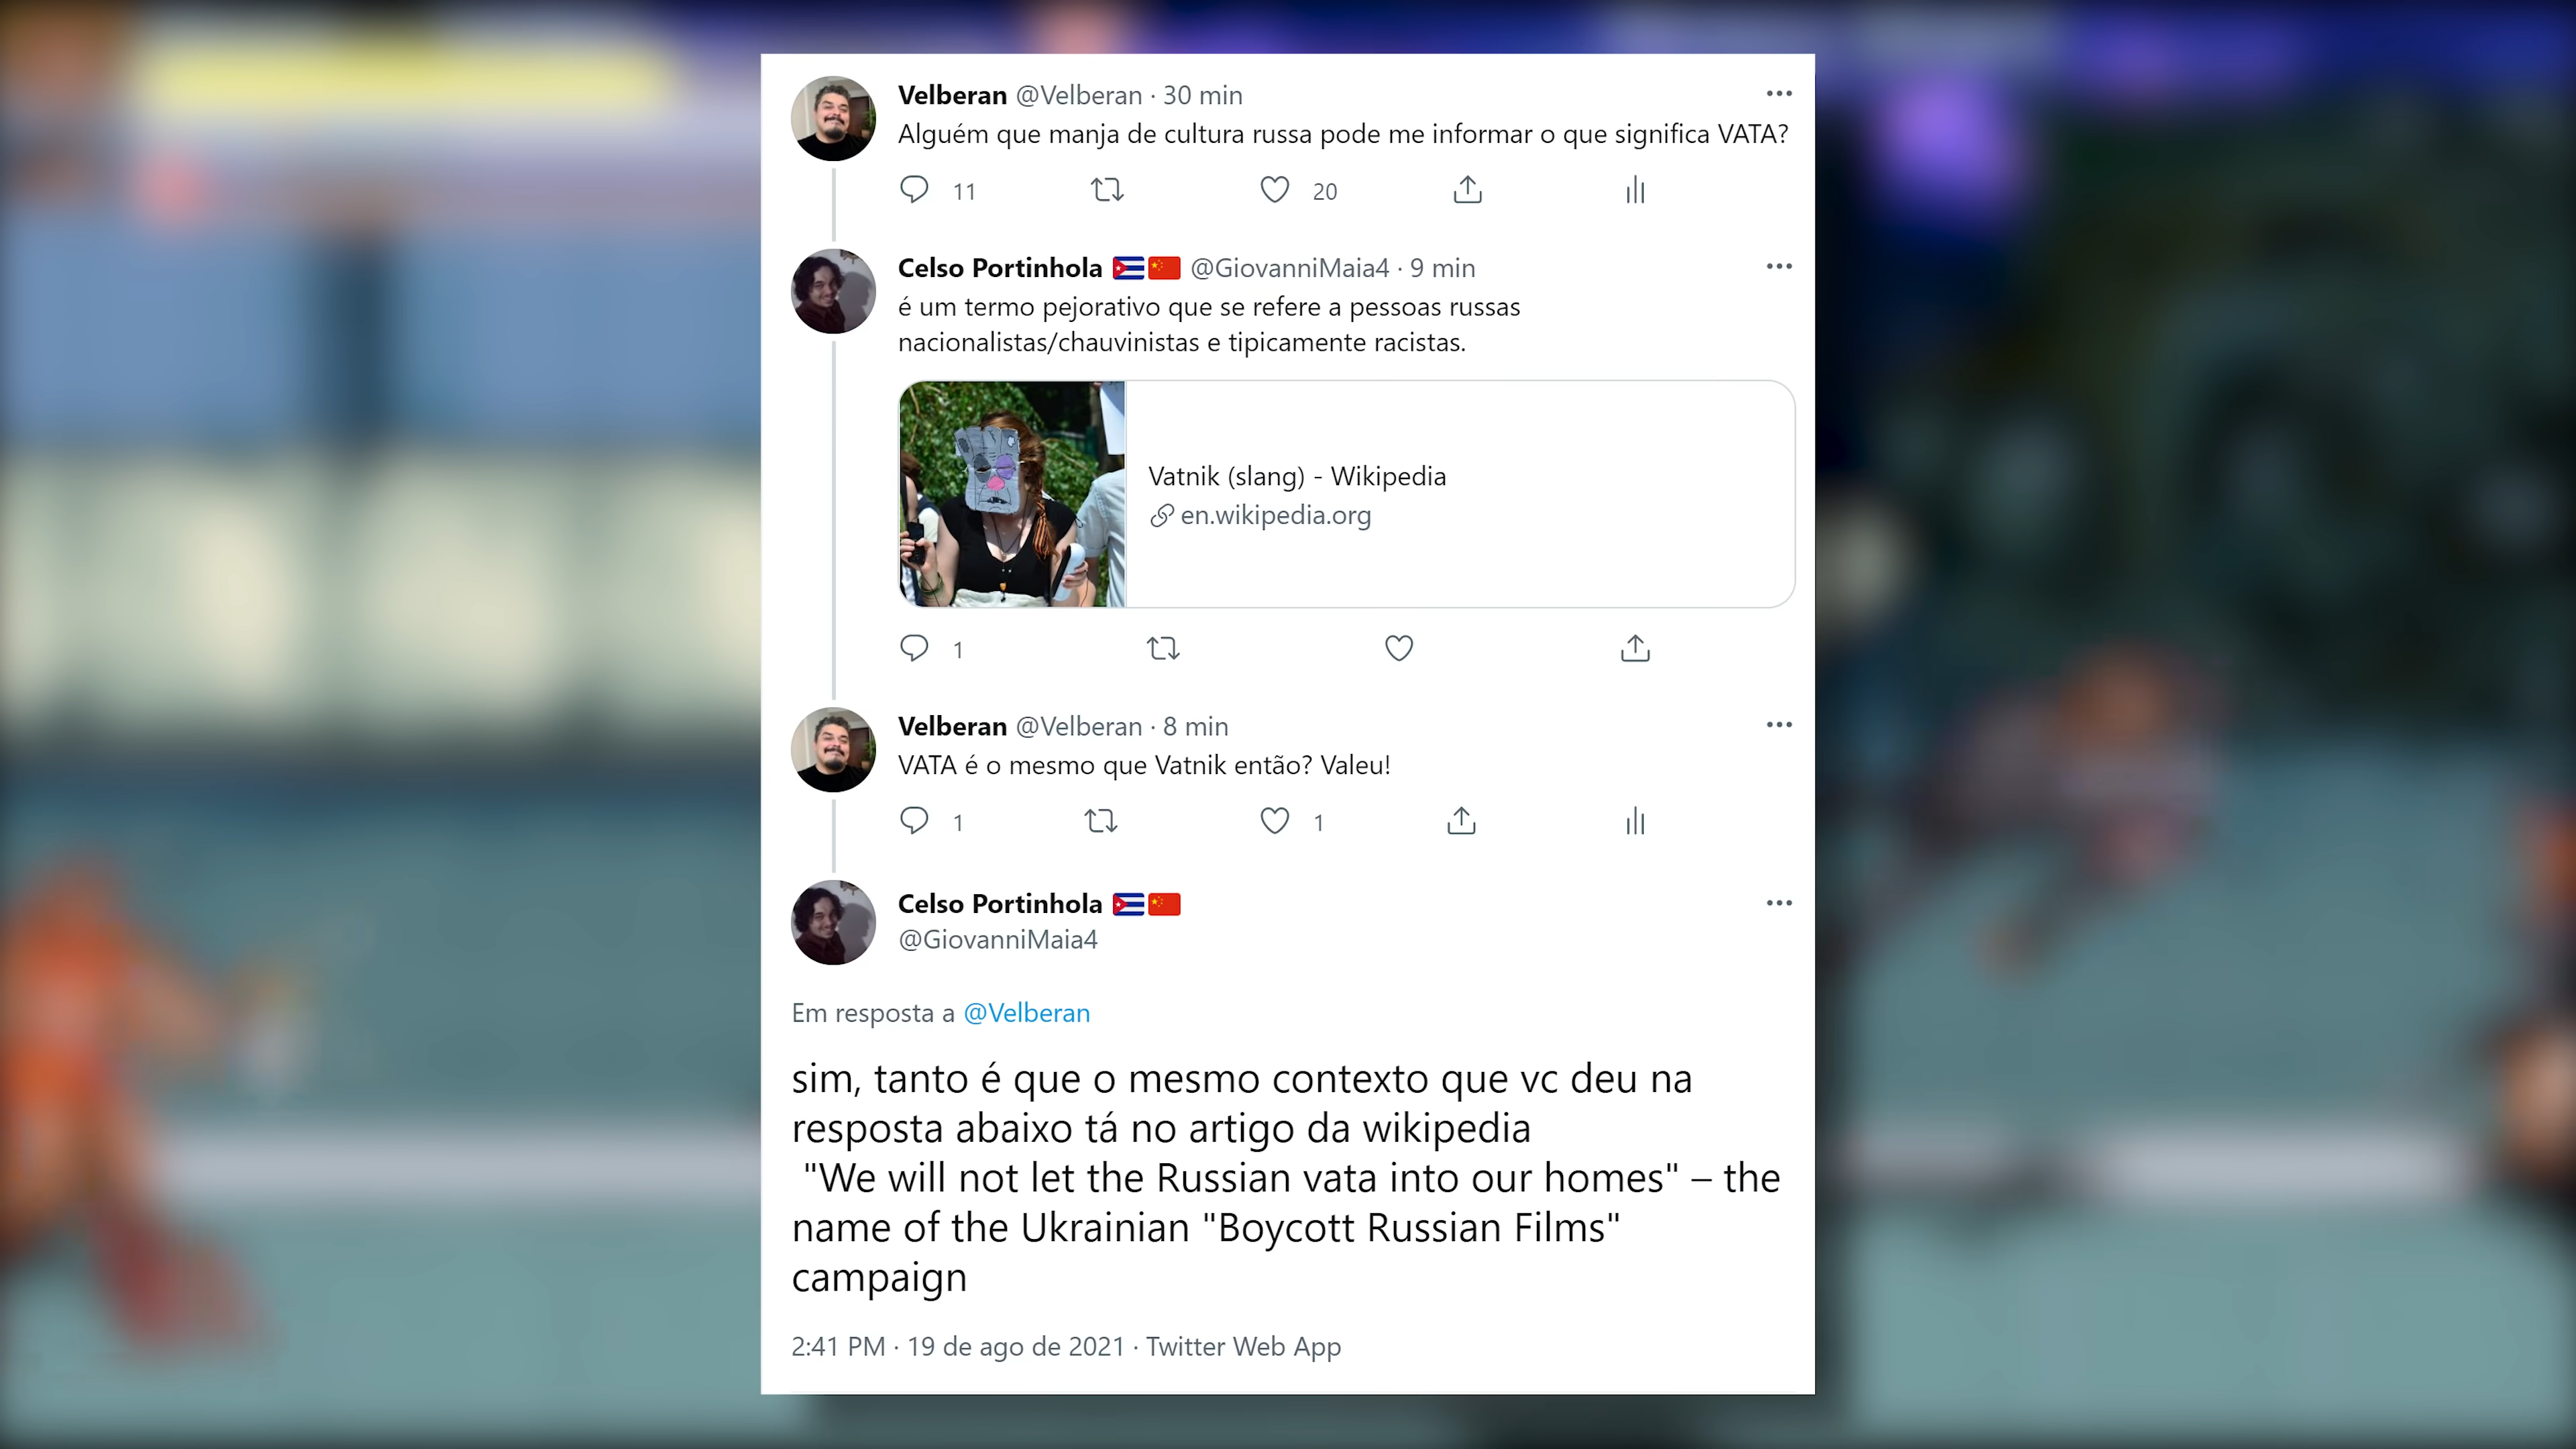 Velberan @Velberan · 30 min
Alguém que manja de cultura russa pode me informar o que significa VATA?
11 20
Celso Portinhola 🇨🇺🇨🇳 @GiovanniMaia4 · 9 min
é um termo pejorativo que se refere a pessoas russas
nacionalistas/chauvinistas e tipicamente racistas.
Vatnik (slang) - Wikipedia
en.wikipedia.org
1
Velberan @Velberan · 8 min
VATA é o mesmo que Vatnik então? Valeu!
1 1
Celso Portinhola 🇨🇺🇨🇳
@GiovanniMaia4
Em resposta a @Velberan
sim, tanto é que o mesmo contexto que vc deu na
resposta abaixo tá no artigo da wikipedia
"We will not let the Russian vata into our homes" – the
name of the Ukrainian "Boycott Russian Films"
campaign
2:41 PM · 19 de ago de 2021 · Twitter Web App